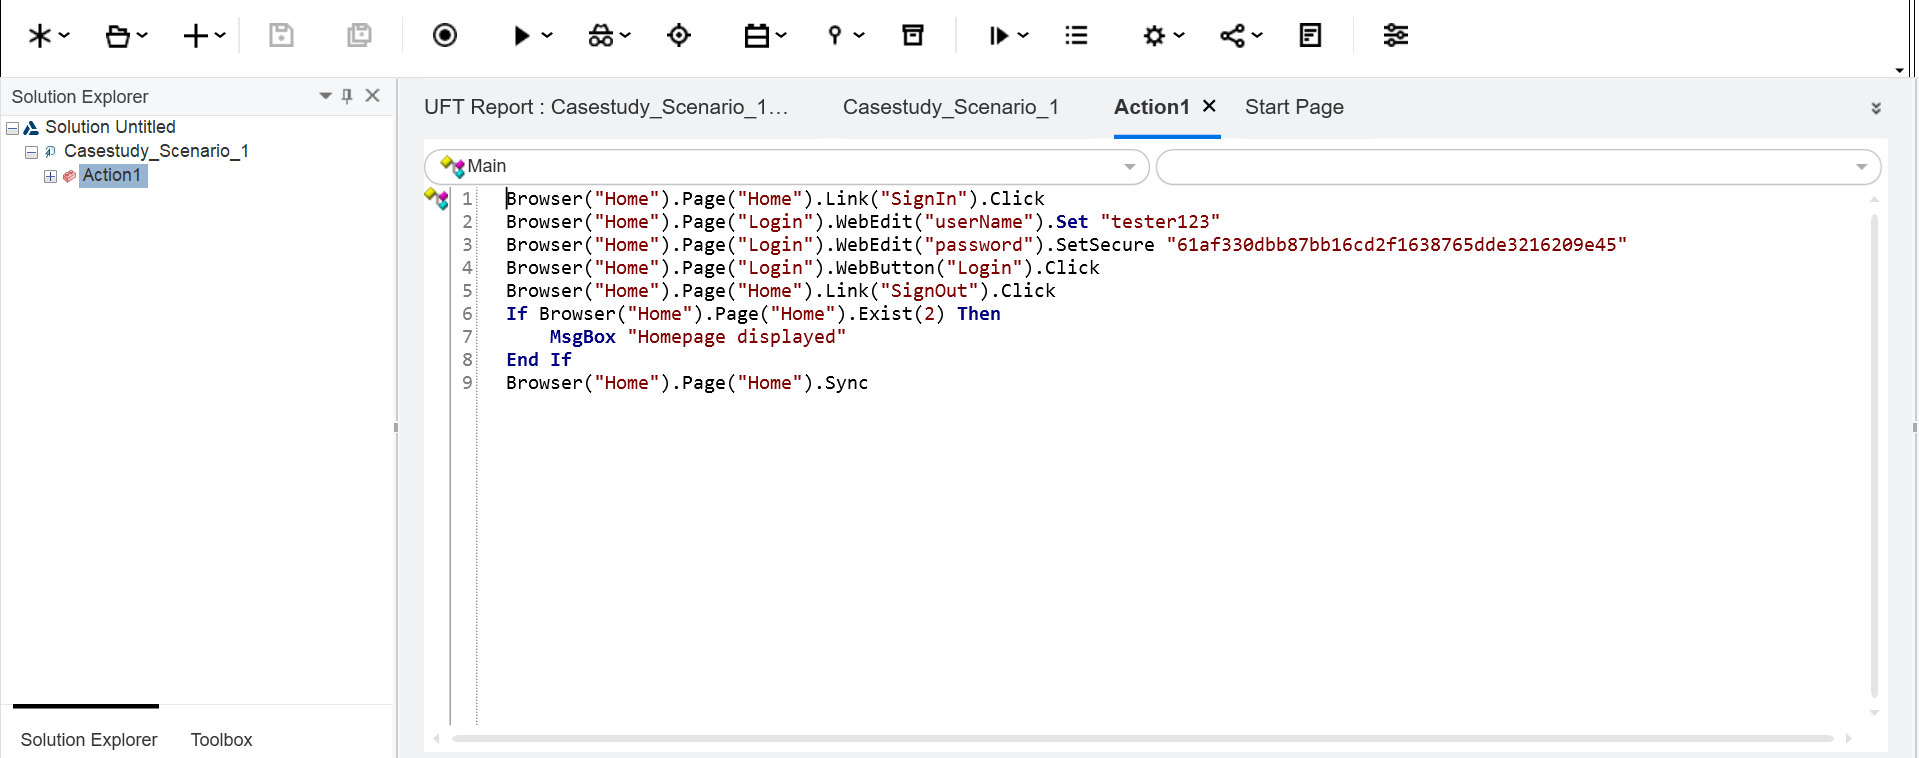 Solution Explorer
Solution Untitled
Casestudy_Scenario_1
Action1
Solution Explorer
Toolbox
UFT Report : Casestudy_Scenario_1...
Casestudy_Scenario_1
Action1
Start Page
Main
1 Browser("Home").Page("Home").Link("SignIn").Click
2 Browser("Home").Page("Login").WebEdit("userName").Set "tester123"
3 Browser("Home").Page("Login").WebEdit("password").SetSecure "61af330dbb87bb16cd2f1638765dde3216209e45"
4 Browser("Home").Page("Login").WebButton("Login").Click
5 Browser("Home").Page("Home").Link("SignOut").Click
6 If Browser("Home").Page("Home").Exist(2) Then
7     MsgBox "Homepage displayed"
8 End If
9 Browser("Home").Page("Home").Sync